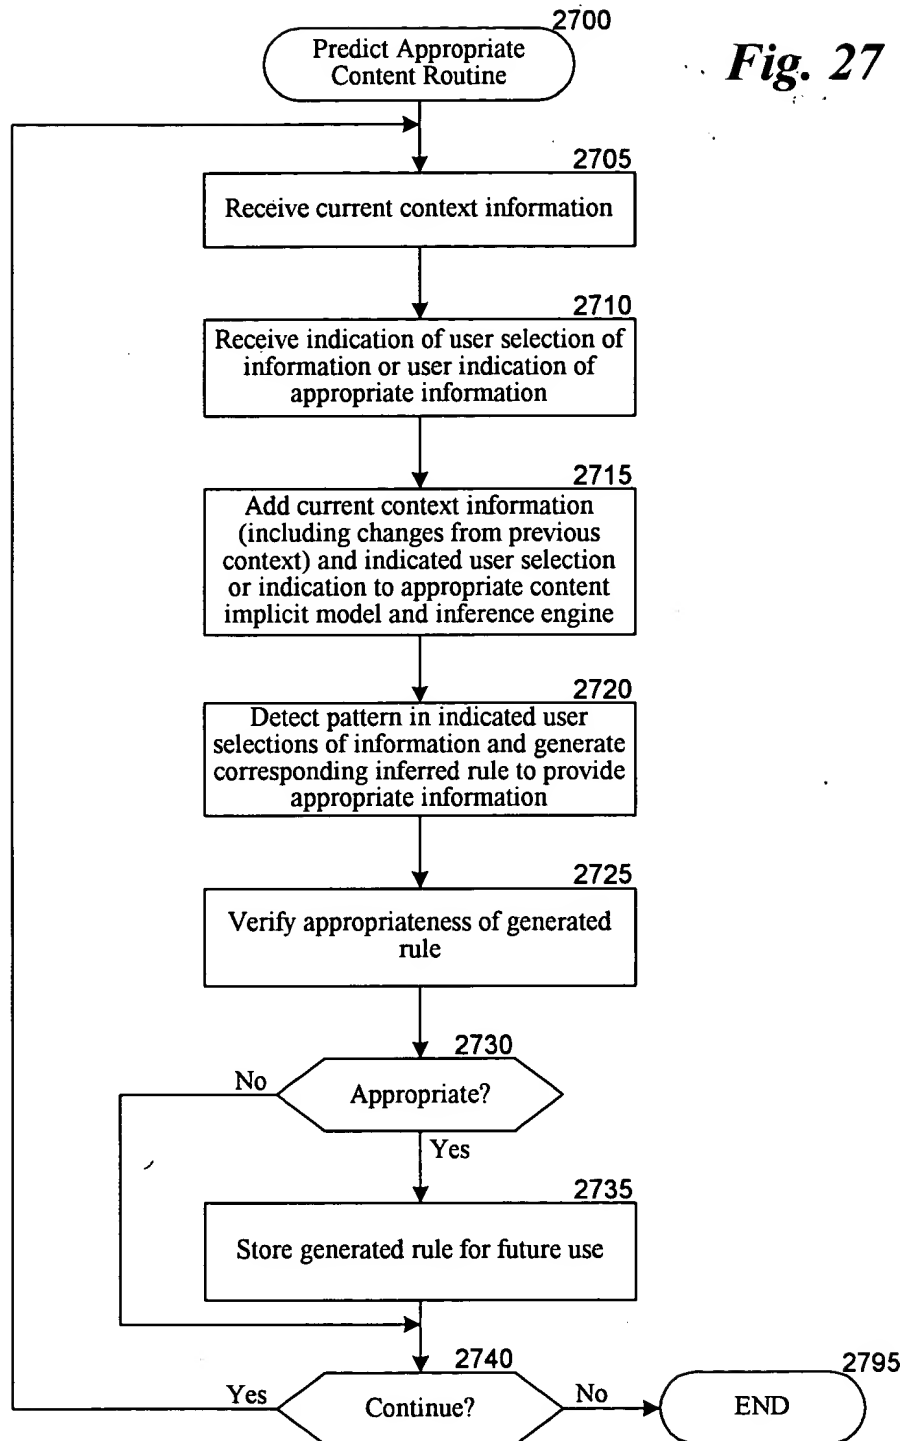 2700
Predict Appropriate
Content Routine
Fig. 27
2705
Receive current context information
2710
Receive indication of user selection of
information or user indication of
appropriate information
2715
Add current context information
(including changes from previous
context) and indicated user selection
or indication to appropriate content
implicit model and inference engine
2720
Detect pattern in indicated user
selections of information and generate
corresponding inferred rule to provide
appropriate information
2725
Verify appropriateness of generated
rule
2730
No
Appropriate?
Yes
2735
Store generated rule for future use
2740
2795
Yes
Continue?
No
END